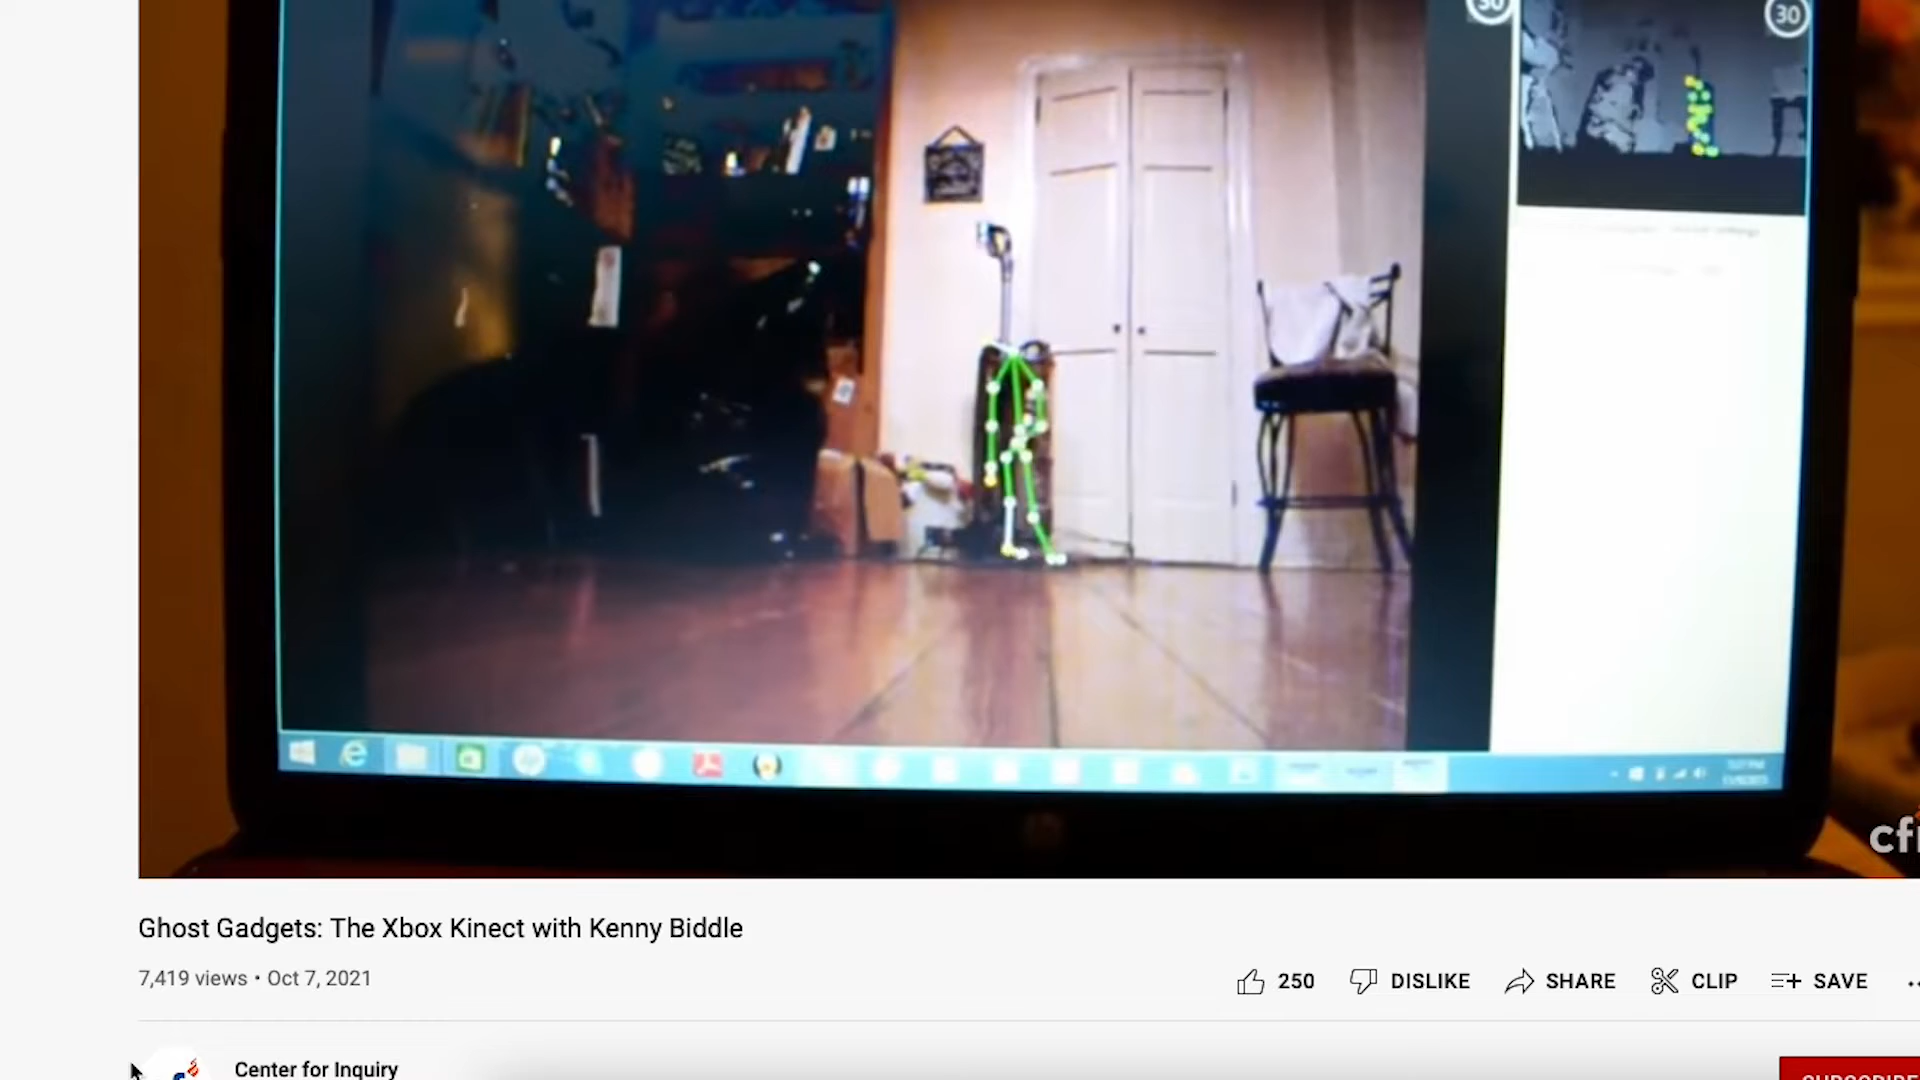 30
30
cf
Ghost Gadgets: The Xbox Kinect with Kenny Biddle
7,419 views • Oct 7, 2021
250
DISLIKE
SHARE
CLIP
SAVE
Center for Inquiry